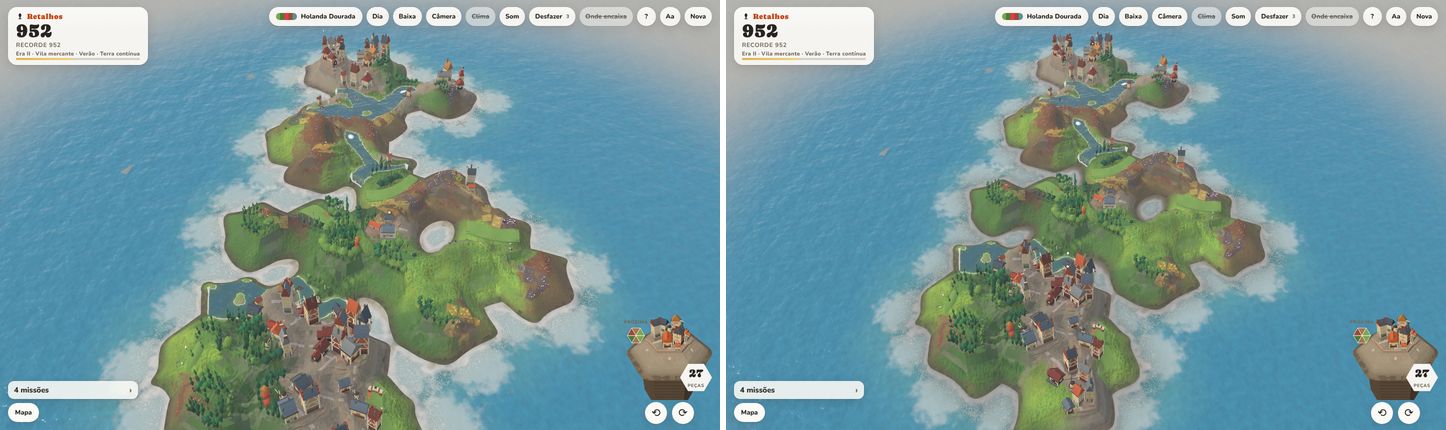 Retalhos
952
RECORDE 952
Era II · Vila mercante · Verão · Terra contínua
Holanda Dourada
Dia
Baixa
Câmera
Clima
Som
Desfazer 3
Onde encaixa
?
Aa
Nova
PRÓXIMA
27
PEÇAS
4 missões ›
Mapa
Retalhos
952
RECORDE 952
Era II · Vila mercante · Verão · Terra contínua
Holanda Dourada
Dia
Baixa
Câmera
Clima
Som
Desfazer 3
Onde encaixa
?
Aa
Nova
PRÓXIMA
27
PEÇAS
4 missões ›
Mapa